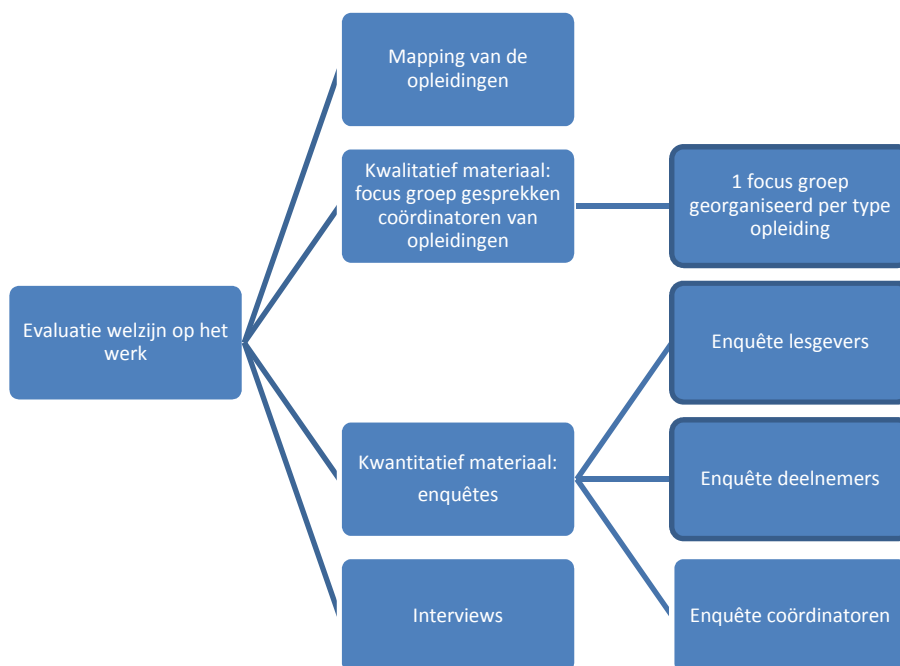 Mapping van de
opleidingen
Kwalitatief materiaal:
focus groep gesprekken
coördinatoren van
opleidingen
1 focus groep
georganiseerd per type
opleiding
Evaluatie welzijn op het
werk
Enquête lesgevers
Kwantitatief materiaal:
enquêtes
Enquête deelnemers
Interviews
Enquête coördinatoren